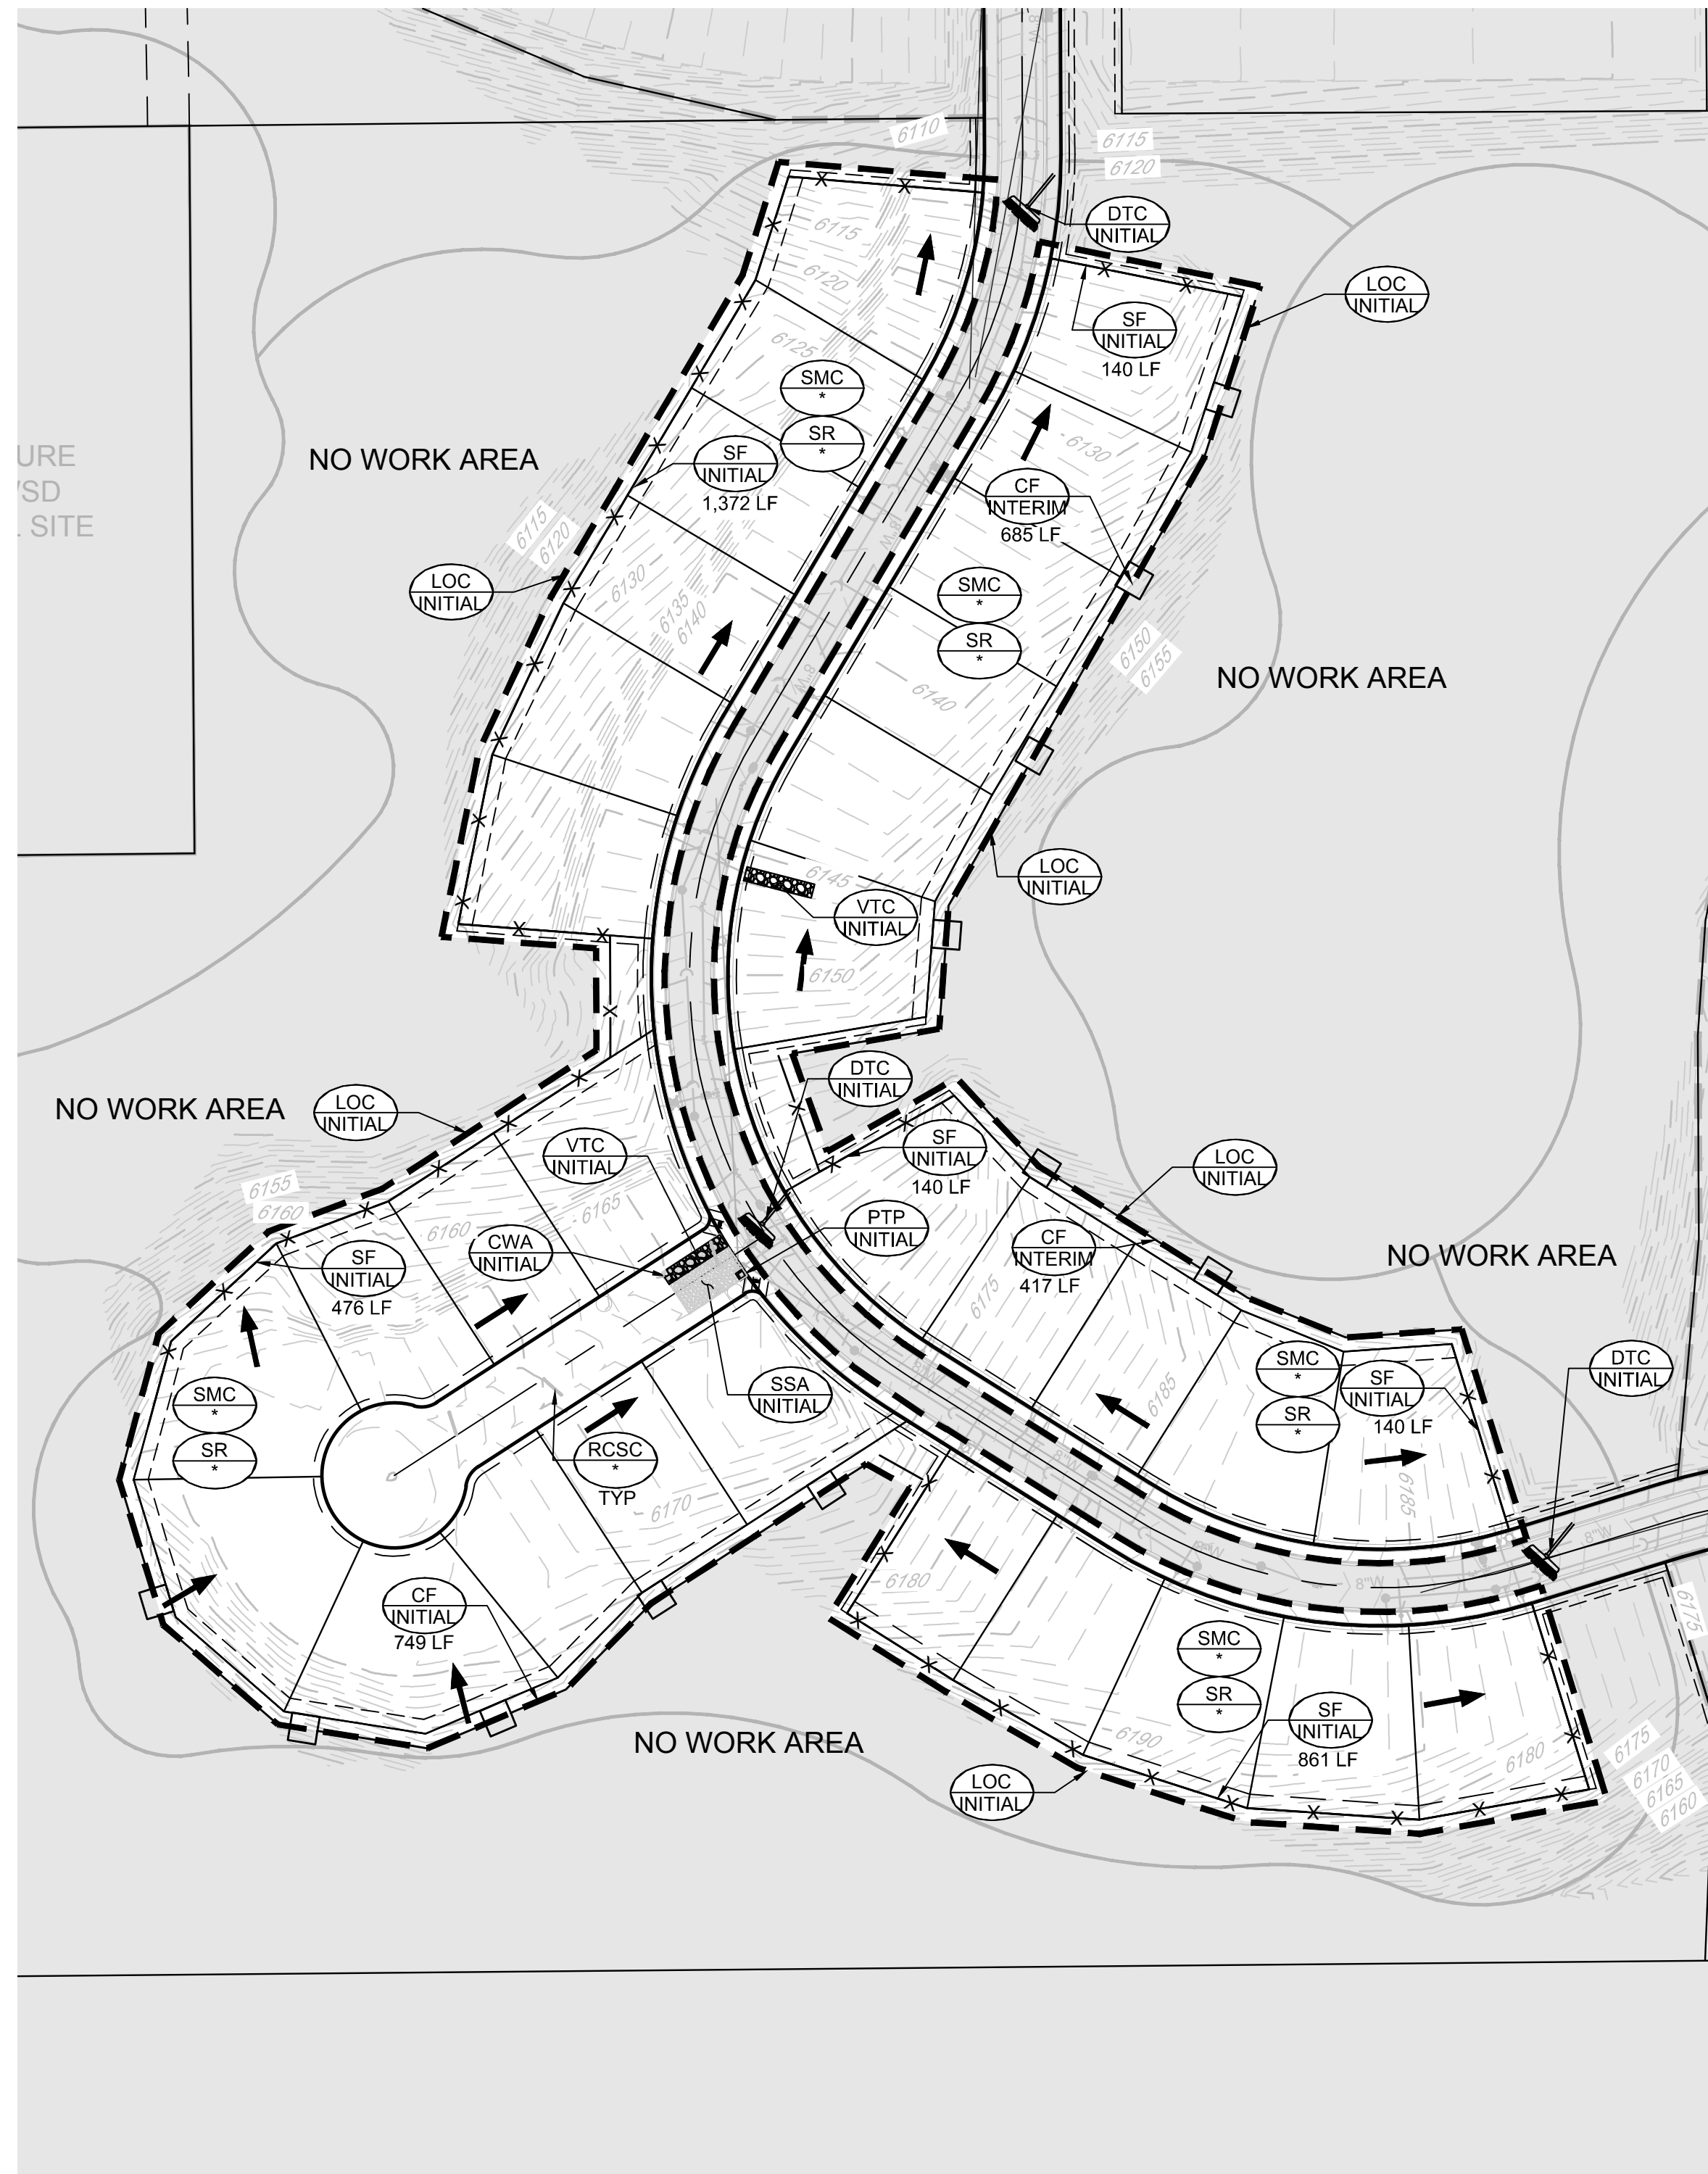 6110
6115
6120
DTC
INITIAL
6115
LOC
INITIAL
6120
SF
INITIAL
140 LF
6125
SMC
*
SR
*
6130
URE
NO WORK AREA
SF
INITIAL
1,372 LF
CF
INTERIM
685 LF
/SD
SITE
6115
6120
LOC
INITIAL
6130
6135
6140
8"W
SMC
*
SR
*
6150
6155
NO WORK AREA
8"W
6140
6145
LOC
INITIAL
VTC
INITIAL
6150
DTC
INITIAL
NO WORK AREA
LOC
INITIAL
VTC
INITIAL
SF
INITIAL
140 LF
LOC
INITIAL
6155
6160
6160
6165
CWA
INITIAL
PTP
INITIAL
CF
INTERIM
417 LF
NO WORK AREA
SF
INITIAL
476 LF
6175
SMC
*
SR
*
SF
INITIAL
140 LF
DTC
INITIAL
SSA
INITIAL
6185
SMC
*
SR
*
RCSC
*
TYP
6170
6185
8"W
8"W
8"W
6180
6175
CF
INITIAL
749 LF
SMC
*
SR
*
NO WORK AREA
6190
SF
INITIAL
861 LF
6180
6175
6170
6165
6160
LOC
INITIAL